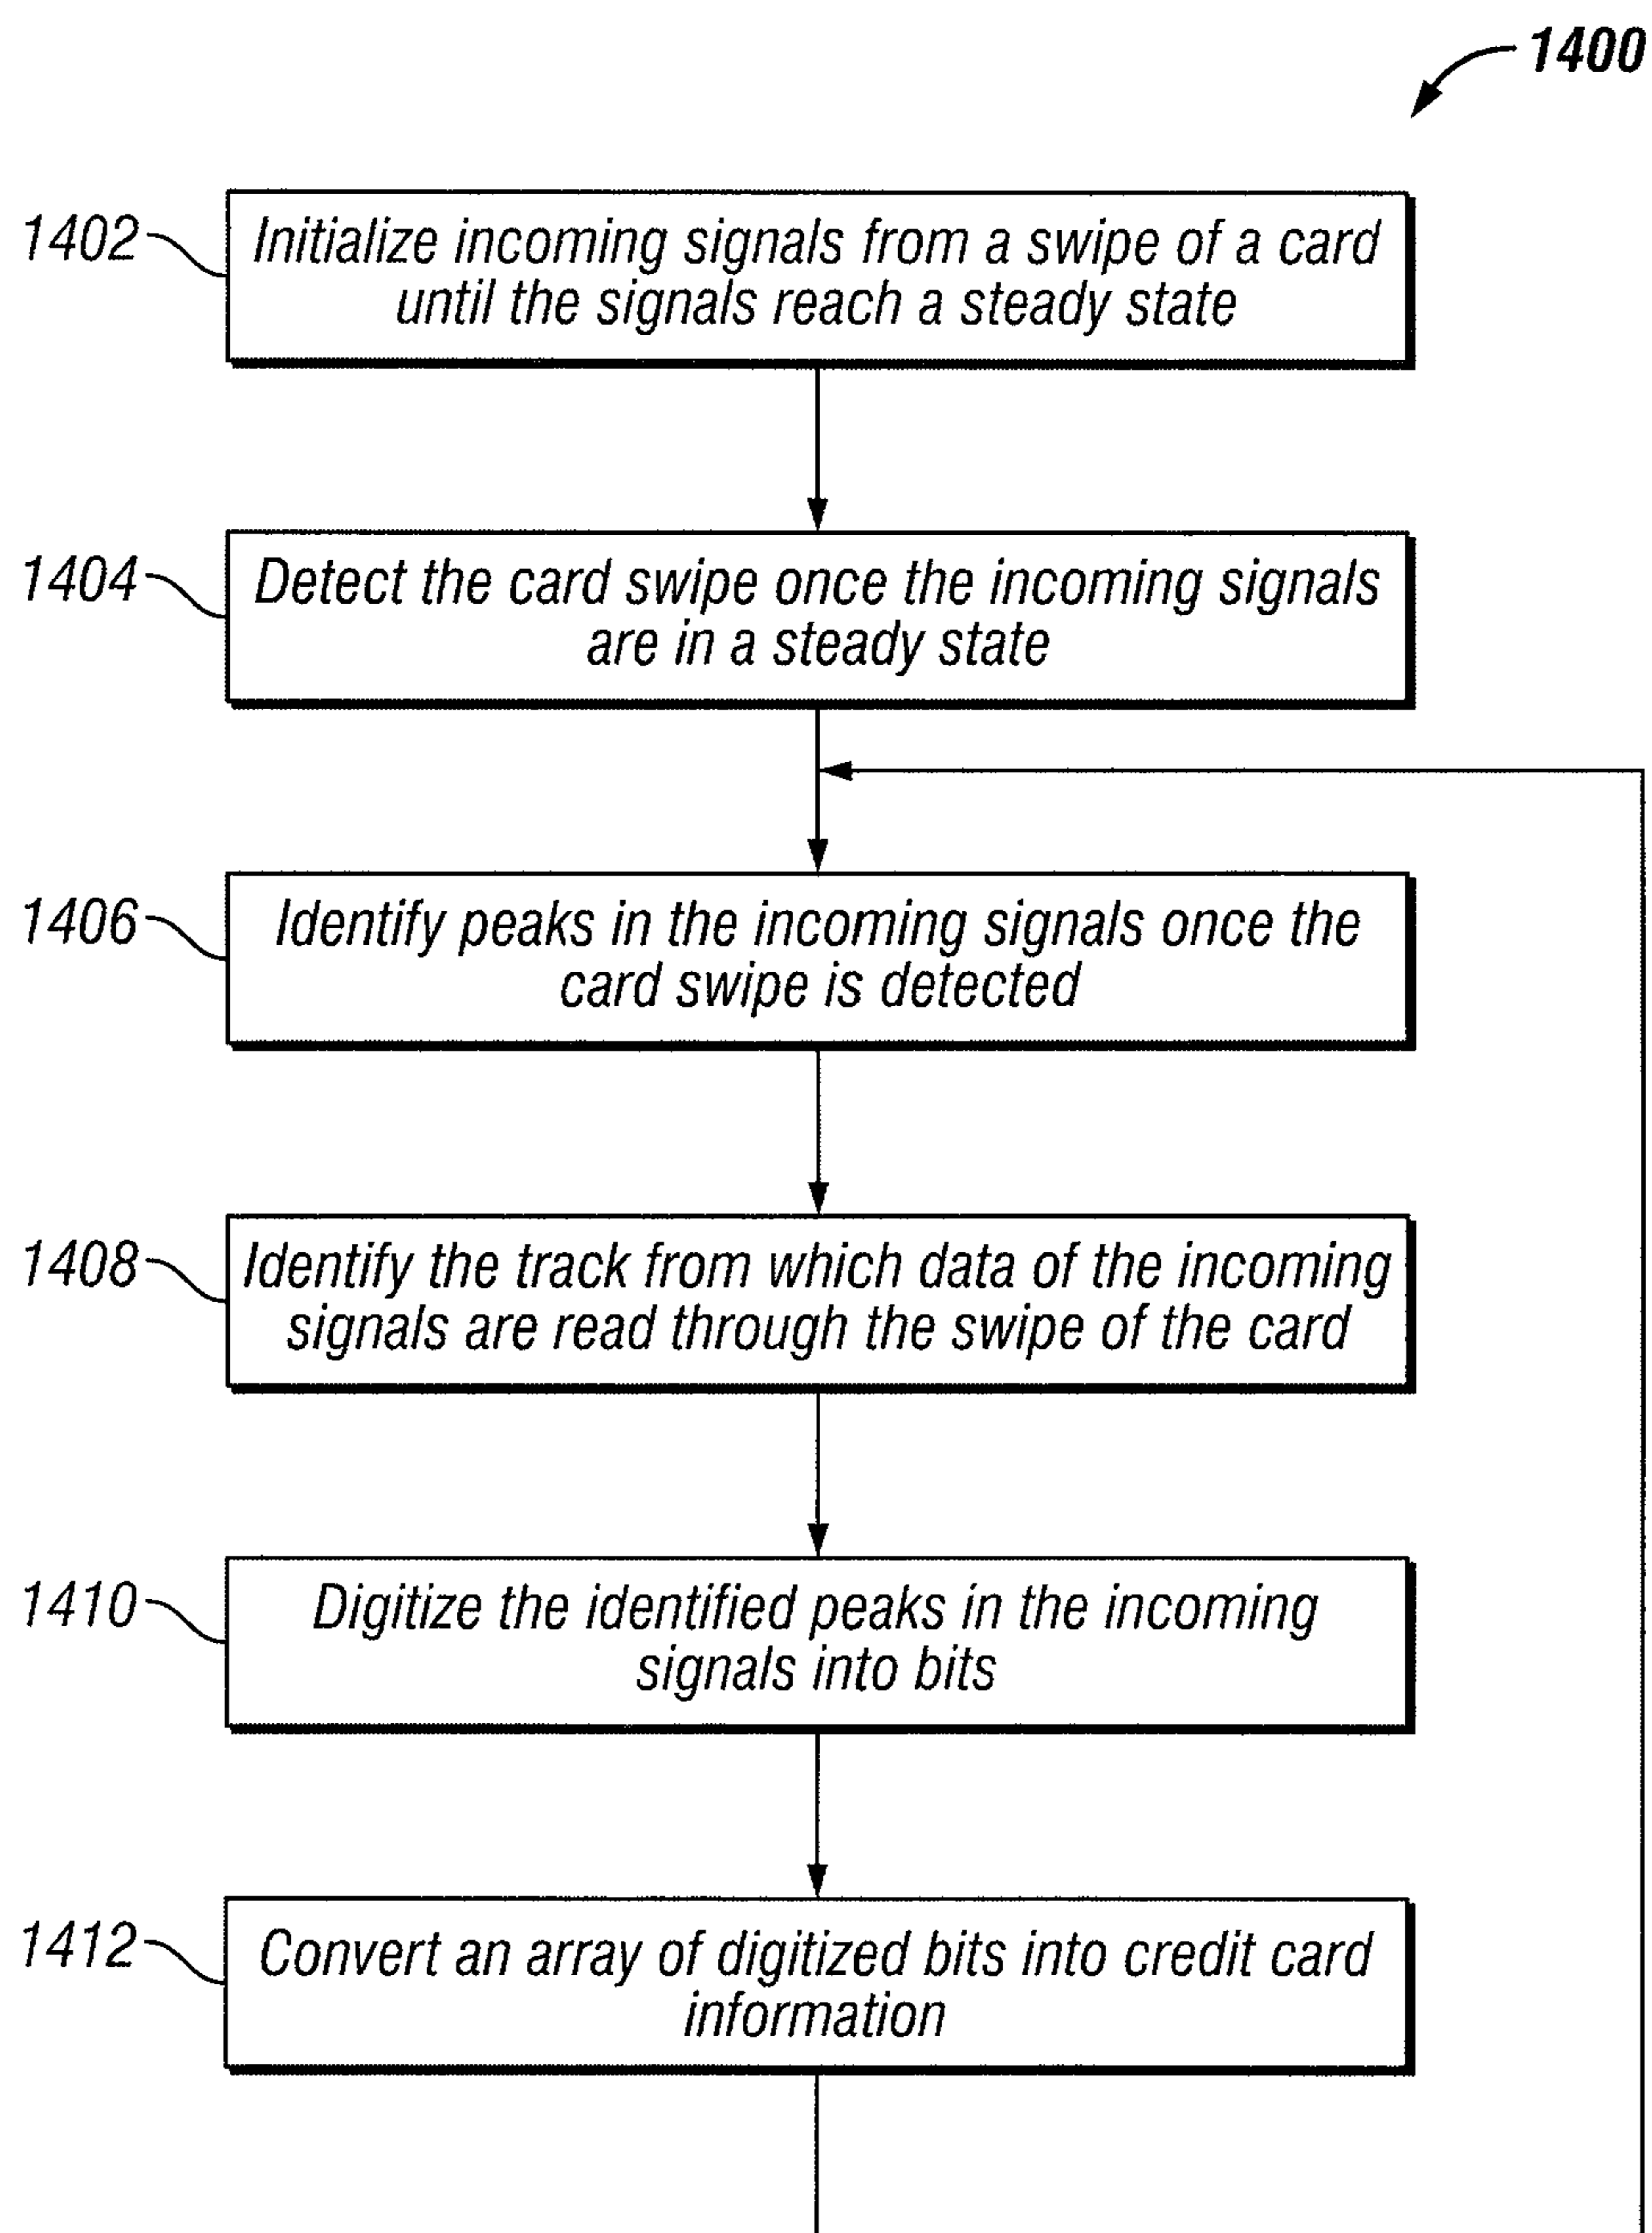 1400
1402
Initialize incoming signals from a swipe of a card
until the signals reach a steady state
1404
Detect the card swipe once the incoming signals
are in a steady state
1406
Identify peaks in the incoming signals once the
card swipe is detected
1408
Identify the track from which data of the incoming
signals are read through the swipe of the card
1410
Digitize the identified peaks in the incoming
signals into bits
1412
Convert an array of digitized bits into credit card
information